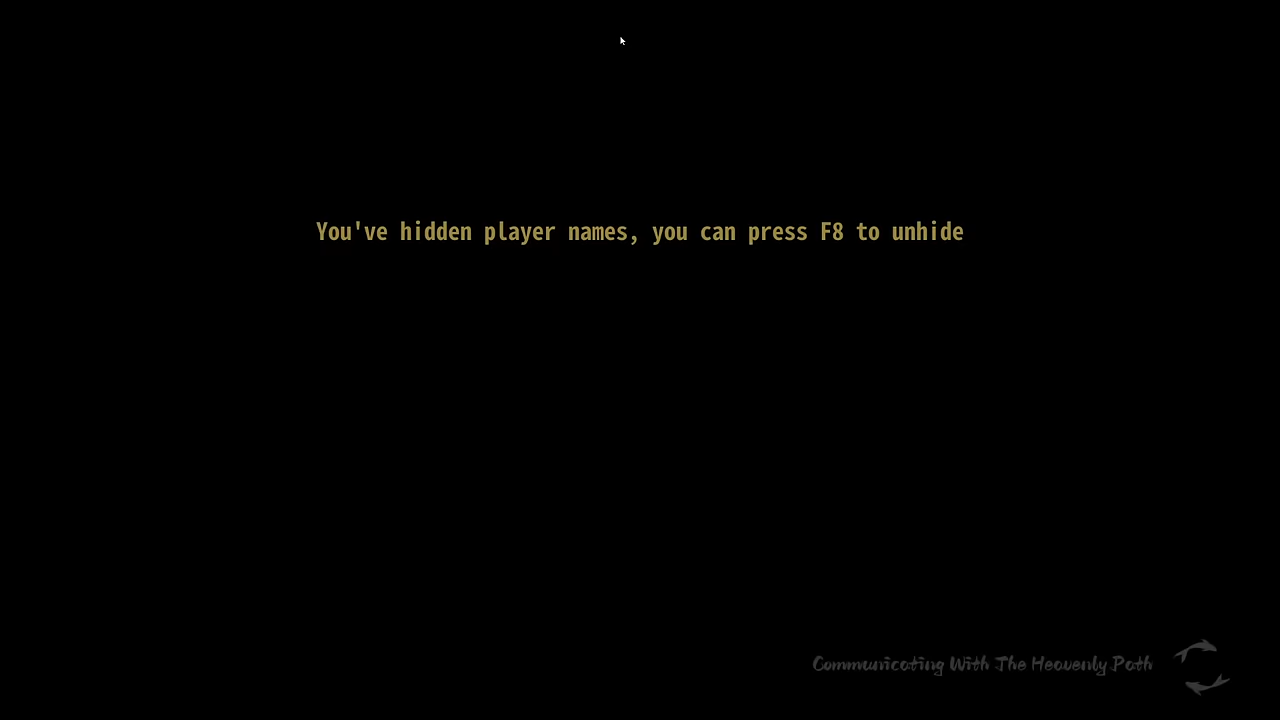 You've hidden player names, you can press F8 to unhide
Communicating With The Heavenly Path